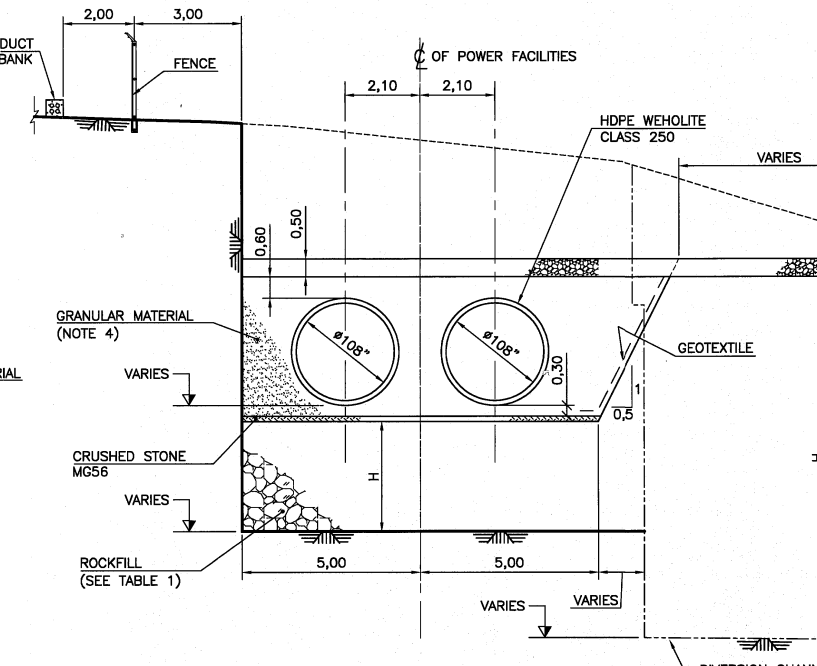 2,00
3,00
DUCT
BANK
FENCE
℄ OF POWER FACILITIES
2,10
2,10
HDPE WEHOLITE
CLASS 250
VARIES
0,60
0,50
GRANULAR MATERIAL
(NOTE 4)
ø108"
ø108"
GEOTEXTILE
VARIES
0,30
1
0,5
CRUSHED STONE
MG56
H
VARIES
ROCKFILL
(SEE TABLE 1)
5,00
5,00
VARIES
VARIES